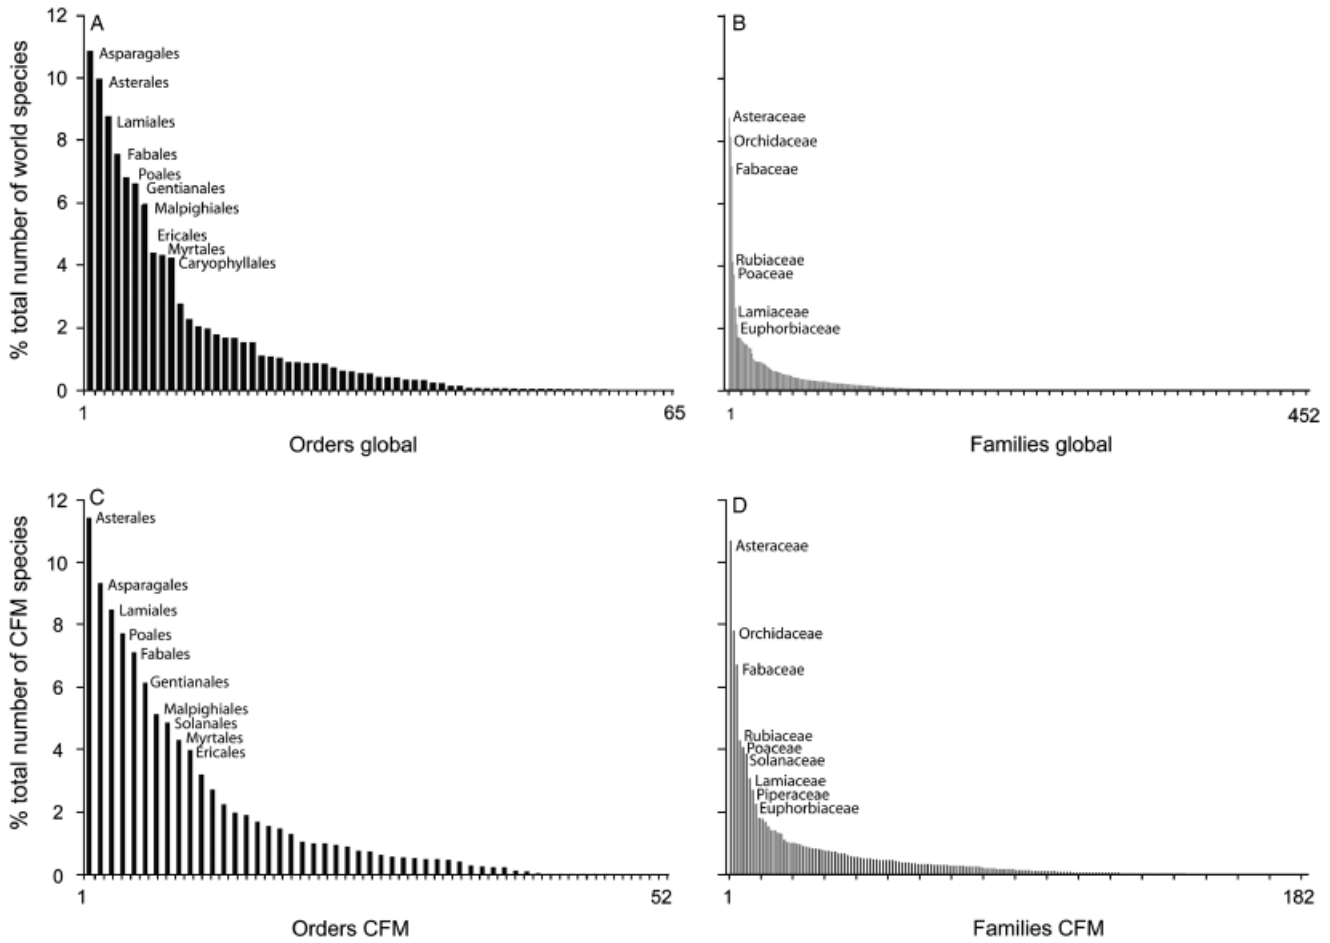 A
% total number of world species
12
10
8
6
4
2
0
Asparagales
Asterales
Lamiales
Fabales
Poales
Gentianales
Malpighiales
Ericales
Myrtales
Caryophyllales
1
65
Orders global
B
Asteraceae
Orchidaceae
Fabaceae
Rubiaceae
Poaceae
Lamiaceae
Euphorbiaceae
1
452
Families global
C
% total number of CFM species
12
10
8
6
4
2
0
Asterales
Asparagales
Lamiales
Poales
Fabales
Gentianales
Malpighiales
Solanales
Myrtales
Ericales
1
52
Orders CFM
D
Asteraceae
Orchidaceae
Fabaceae
Rubiaceae
Poaceae
Solanaceae
Lamiaceae
Piperaceae
Euphorbiaceae
1
182
Families CFM